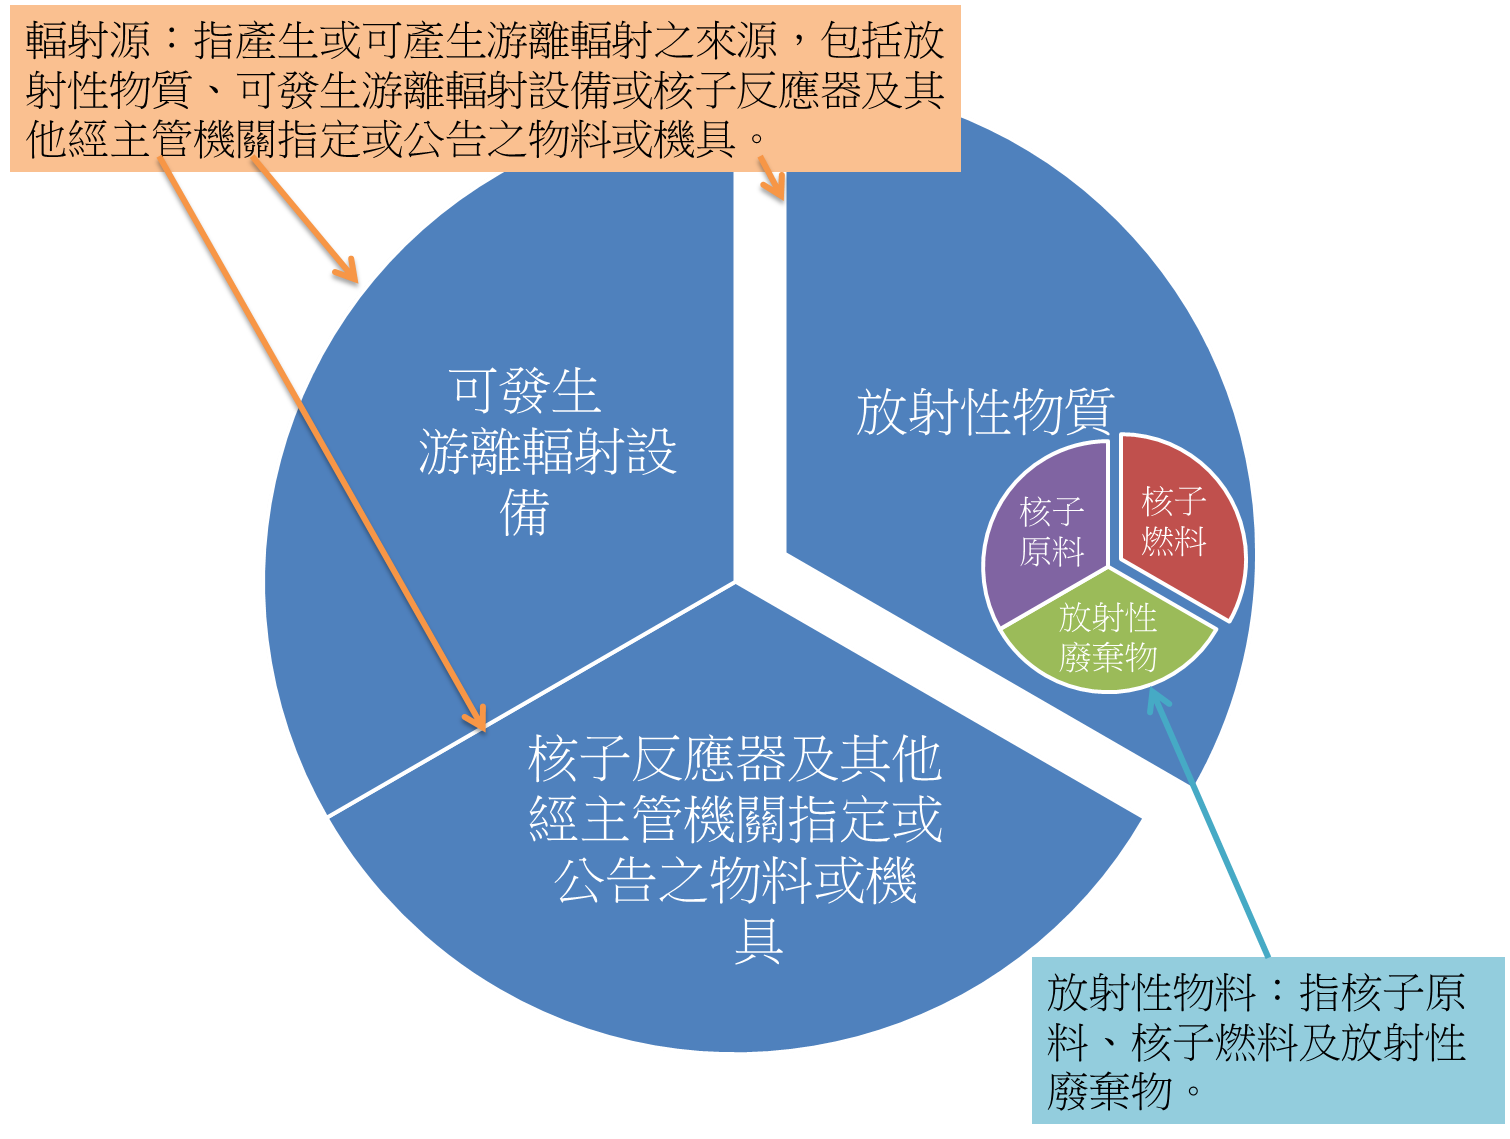 輻射源：指產生或可產生游離輻射之來源，包括放
射性物質、可發生游離輻射設備或核子反應器及其
他經主管機關指定或公告之物料或機具。
可發生
游離輻射設
備
放射性物質
核子
原料
核子
燃料
放射性
廢棄物
核子反應器及其他
經主管機關指定或
公告之物料或機
具
放射性物料：指核子原
料、核子燃料及放射性
廢棄物。